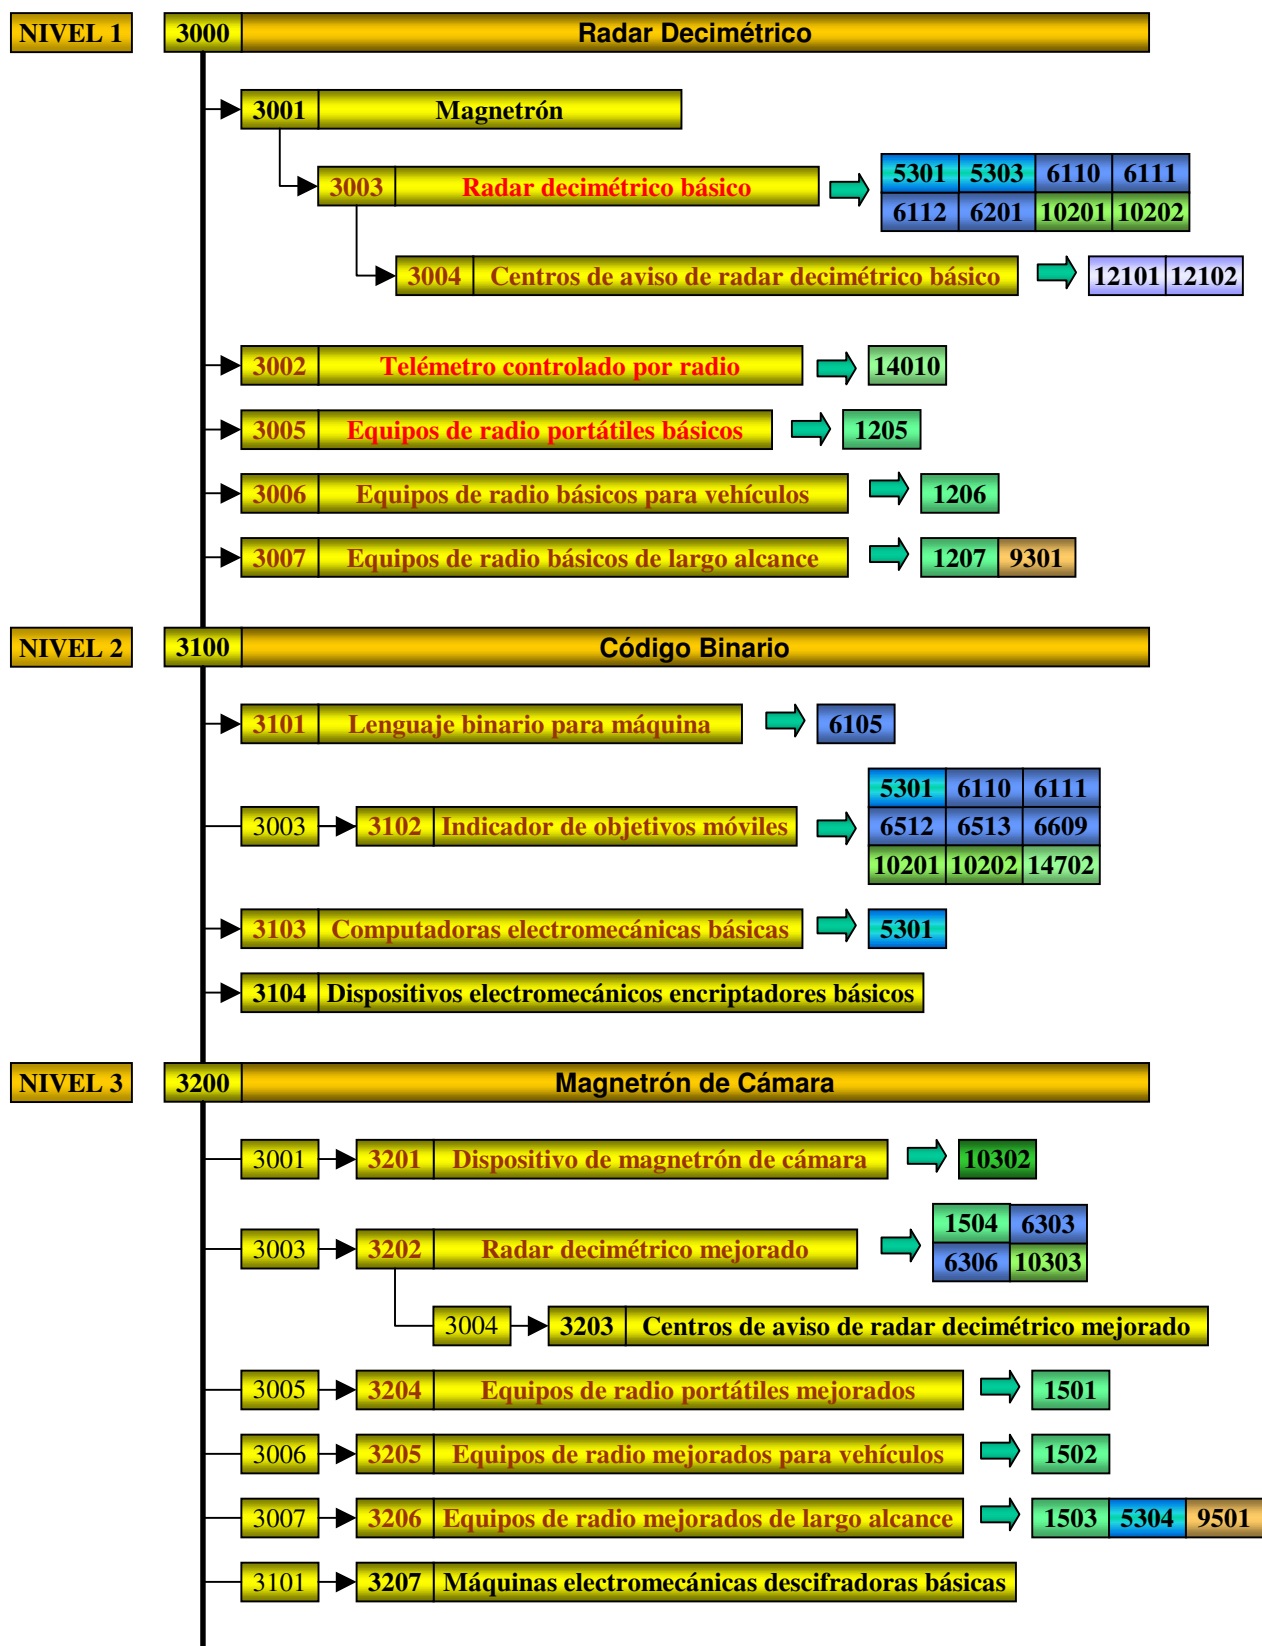 NIVEL 1 3000 Radar Decimétrico
3001 Magnetrón
3003 Radar decimétrico básico 5301 5303 6110 6111
6112 6201 10201 10202
3004 Centros de aviso de radar decimétrico básico 12101 12102
3002 Telémetro controlado por radio 14010
3005 Equipos de radio portátiles básicos 1205
3006 Equipos de radio básicos para vehículos 1206
3007 Equipos de radio básicos de largo alcance 1207 9301
NIVEL 2 3100 Código Binario
3101 Lenguaje binario para máquina 6105
5301 6110 6111
3003 3102 Indicador de objetivos móviles 6512 6513 6609
10201 10202 14702
3103 Computadoras electromecánicas básicas 5301
3104 Dispositivos electromecánicos encriptadores básicos
NIVEL 3 3200 Magnetrón de Cámara
3001 3201 Dispositivo de magnetrón de cámara 10302
3003 3202 Radar decimétrico mejorado 1504 6303
6306 10303
3004 3203 Centros de aviso de radar decimétrico mejorado
3005 3204 Equipos de radio portátiles mejorados 1501
3006 3205 Equipos de radio mejorados para vehículos 1502
3007 3206 Equipos de radio mejorados de largo alcance 1503 5304 9501
3101 3207 Máquinas electromecánicas descifradoras básicas